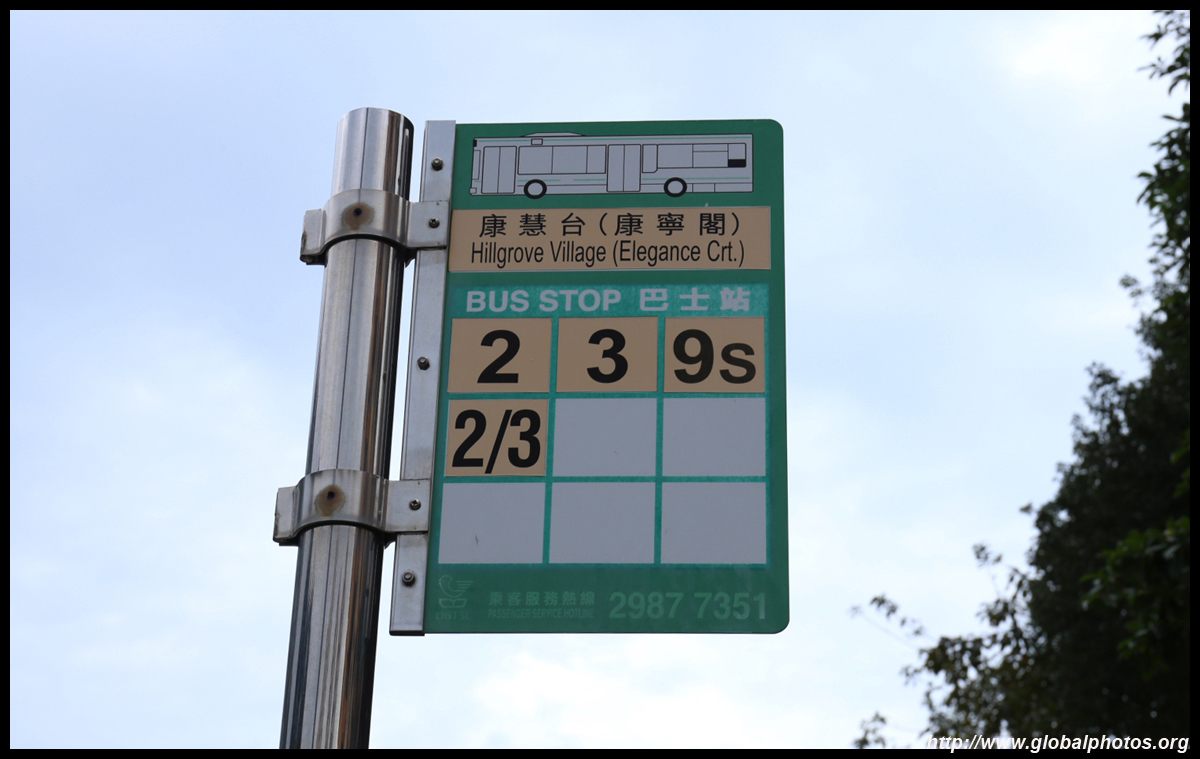 康慧台(康寧閣)
Hillgrove Village (Elegance Crt.)
BUS STOP 巴士站
2 3 9S
2/3
乘客服務熱線
PASSENGER SERVICE HOTLINE
2987 7351
http://www.globalphotos.org